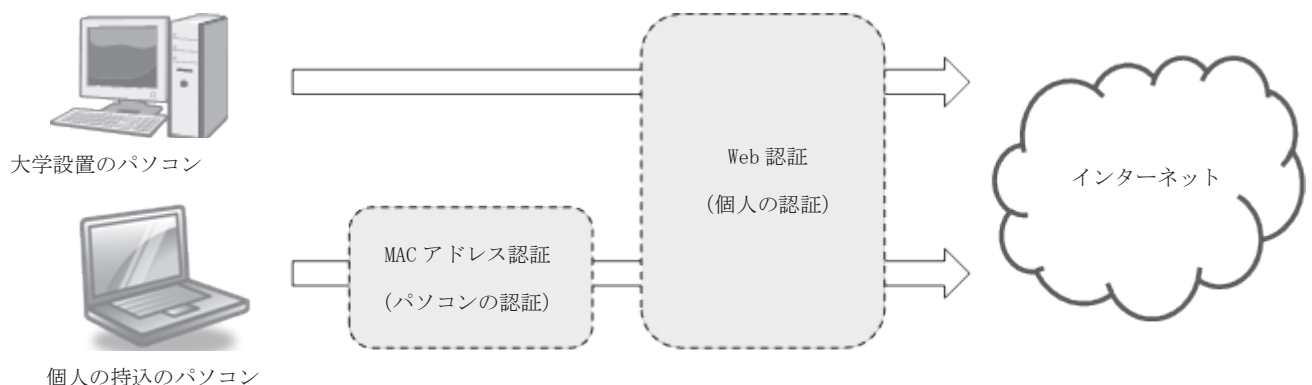 大学設置のパソコン
Web 認証
(個人の認証)
インターネット
MAC アドレス認証
(パソコンの認証)
個人の持込のパソコン